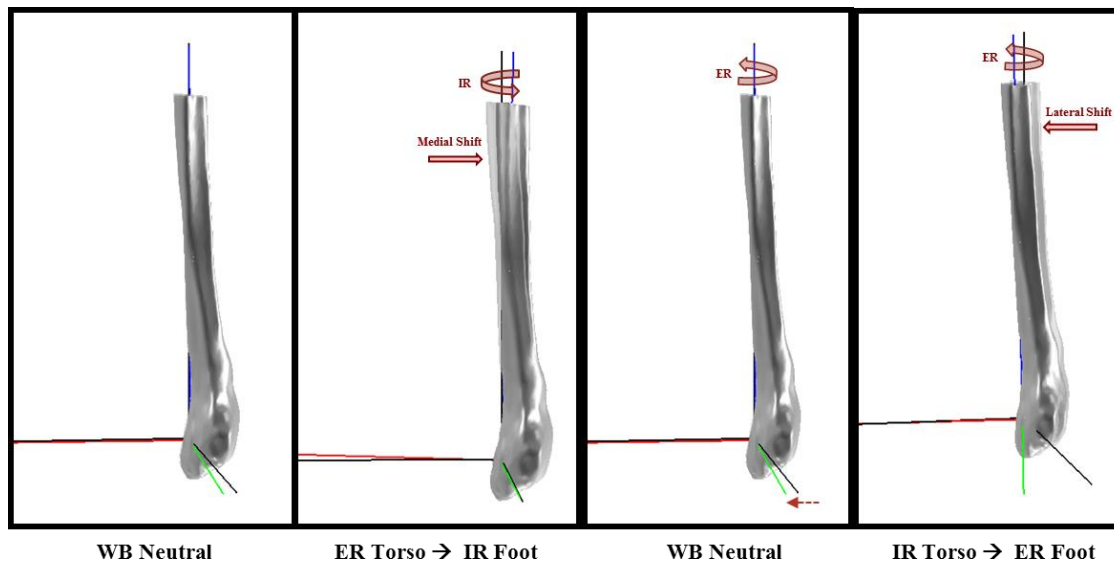 IR
Medial Shift
ER
ER
Lateral Shift
WB Neutral
ER Torso → IR Foot
WB Neutral
IR Torso → ER Foot